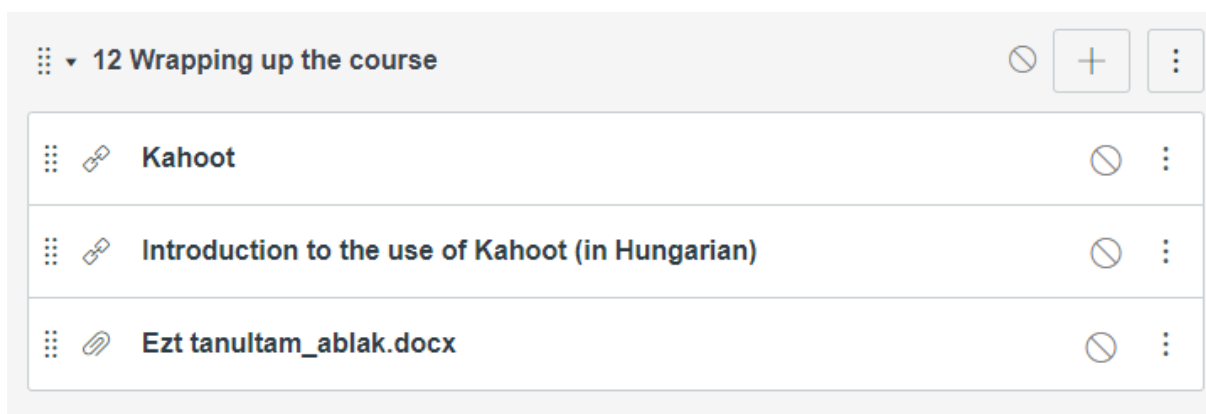 12 Wrapping up the course
Kahoot
Introduction to the use of Kahoot (in Hungarian)
Ezt tanultam_ablak.docx